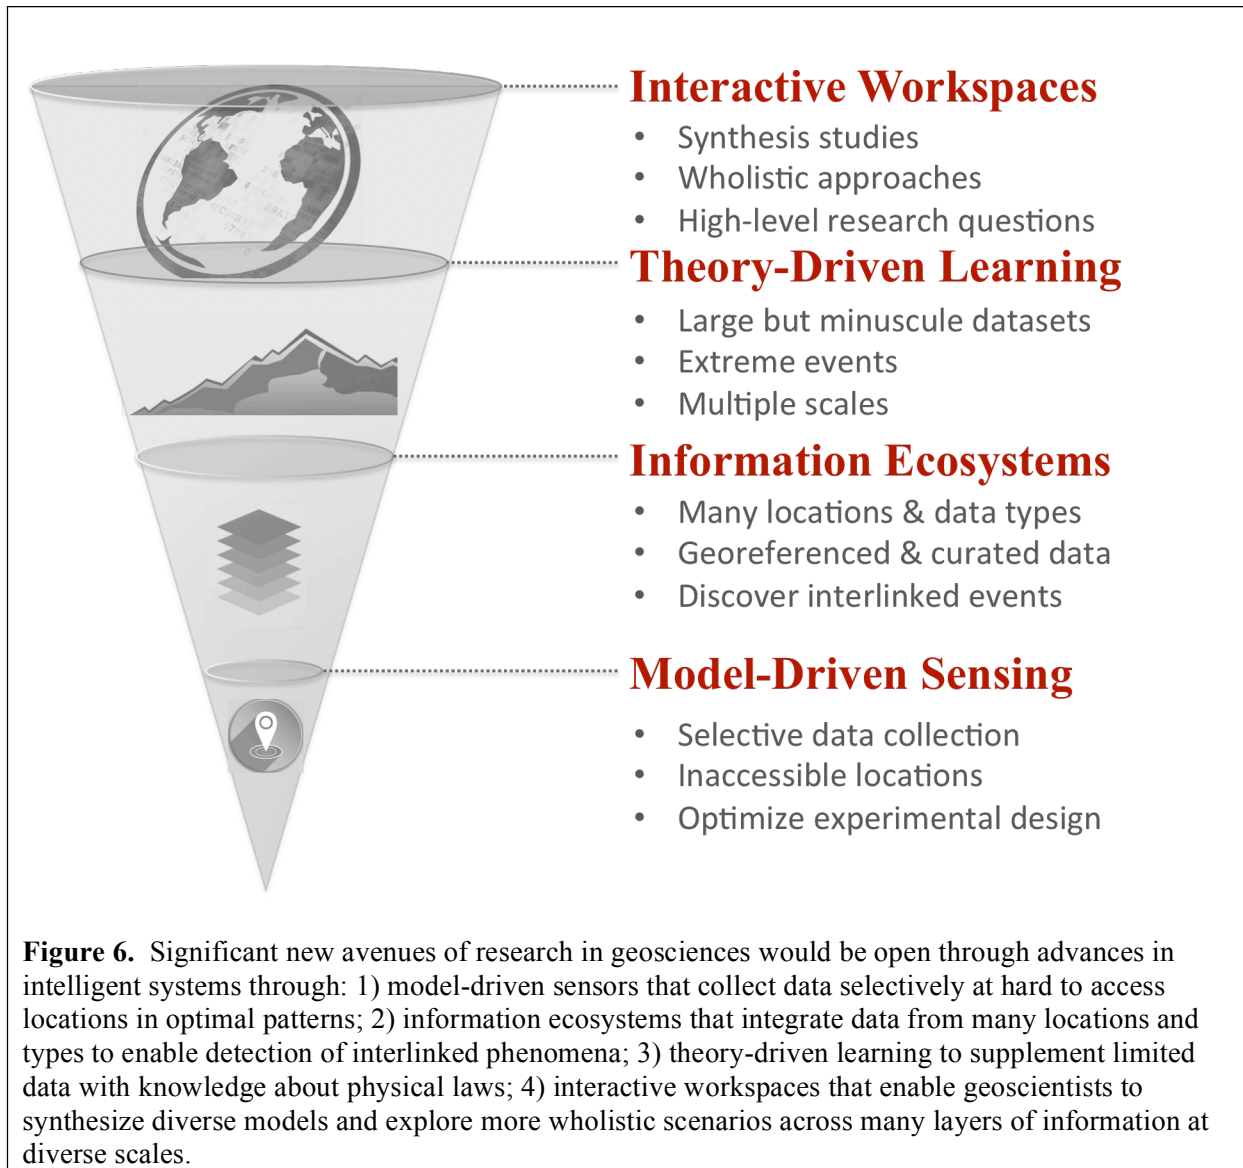 Interactive Workspaces
• Synthesis studies
• Wholistic approaches
• High-level research questions
Theory-Driven Learning
• Large but minuscule datasets
• Extreme events
• Multiple scales
Information Ecosystems
• Many locations & data types
• Georeferenced & curated data
• Discover interlinked events
Model-Driven Sensing
• Selective data collection
• Inaccessible locations
• Optimize experimental design
Figure 6. Significant new avenues of research in geosciences would be open through advances in
intelligent systems through: 1) model-driven sensors that collect data selectively at hard to access
locations in optimal patterns; 2) information ecosystems that integrate data from many locations and
types to enable detection of interlinked phenomena; 3) theory-driven learning to supplement limited
data with knowledge about physical laws; 4) interactive workspaces that enable geoscientists to
synthesize diverse models and explore more wholistic scenarios across many layers of information at
diverse scales.